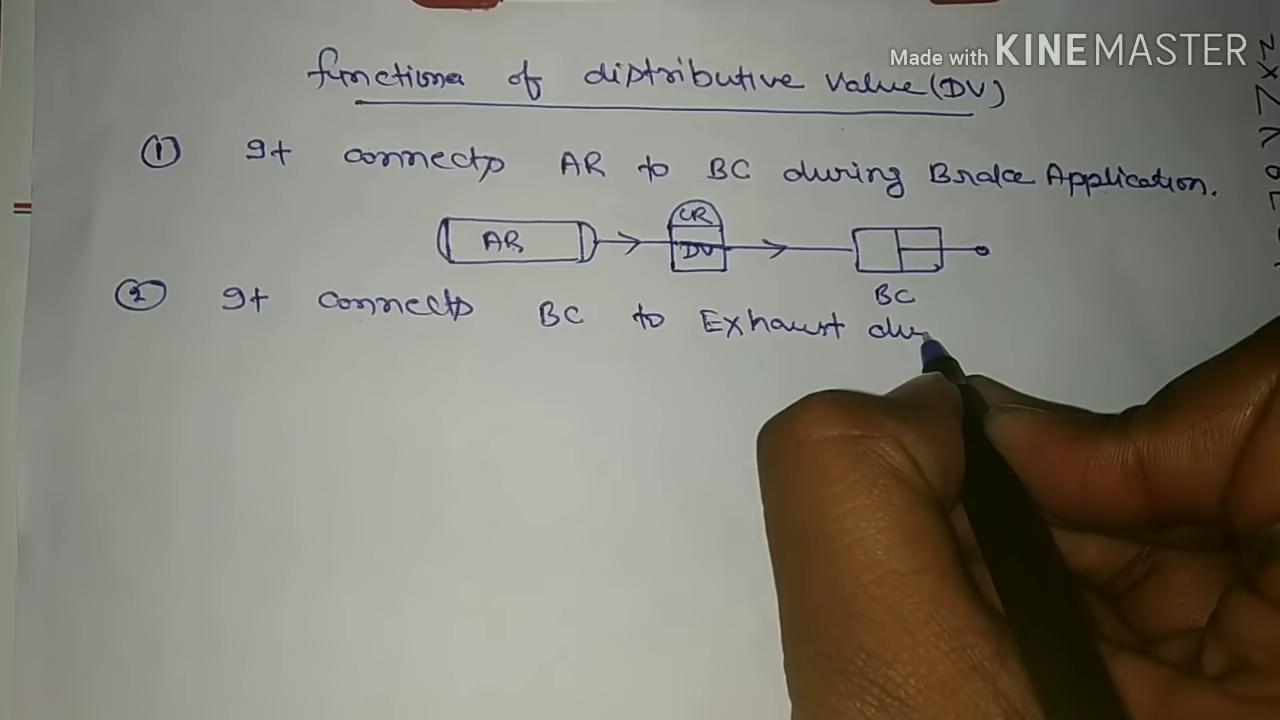 Made with KINEMASTER
functions of distributive Valve (DV)
① It connects AR to BC during Brake Application.
CR
AR
DV
BC
② It connects BC to Exhaust du